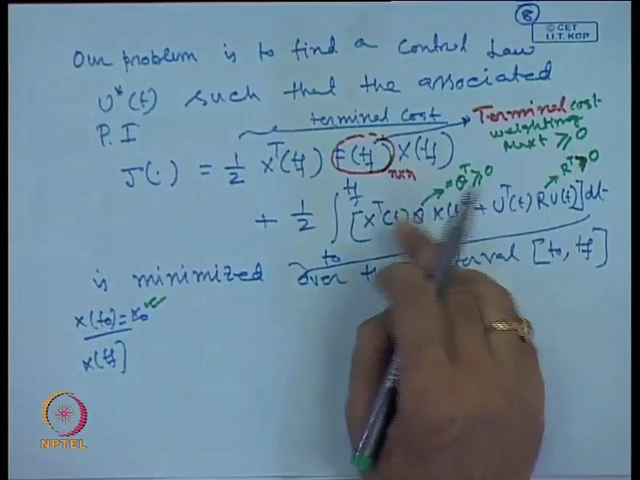 8
© CET
I.I.T. KGP
Our problem is to find a control Law
U*(t) such that the associated
P.I
terminal cost
Terminal cost
weighting
Matx ≥ 0
J(·) = 1/2 X^T(tf) F(tf) X(tf)
nxn
= Q^T ≥ 0
R^T > 0
+ 1/2 ∫ t0 tf [X^T(t) Q X(t) + U^T(t) R U(t)] dt
is minimized over interval [t0, tf]
x(t0) = x0
x(tf)
NPTEL